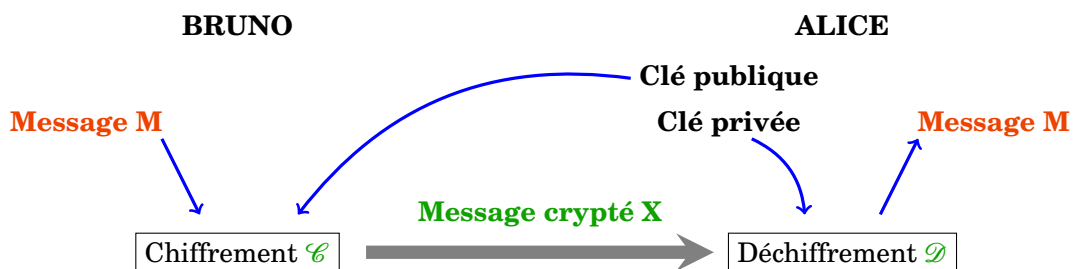 BRUNO
ALICE
Clé publique
Message M
Clé privée
Message M
Message crypté X
Chiffrement 𝒞
Déchiffrement 𝒟